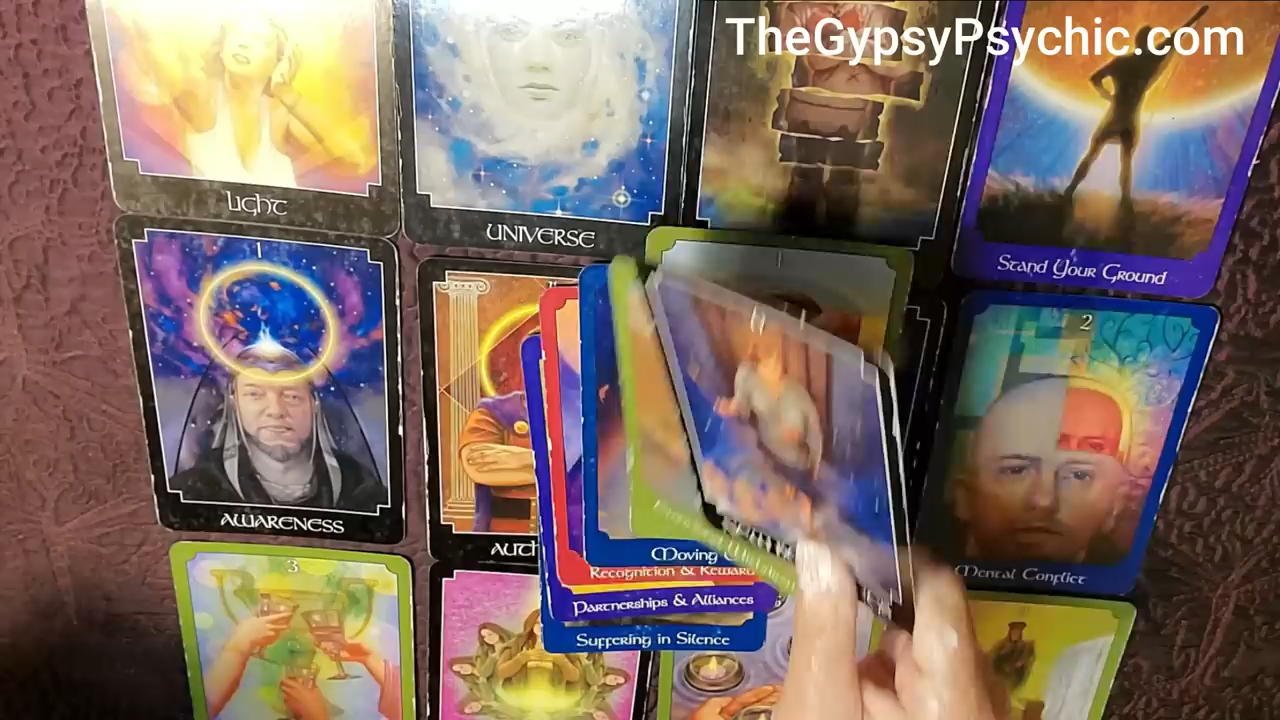 TheGypsyPsychic.com
Light
Universe
Stand Your Ground
1
Awareness
2
Mental Conflict
Moving
Recognition & Reward
Partnerships & Alliances
Suffering in Silence
3